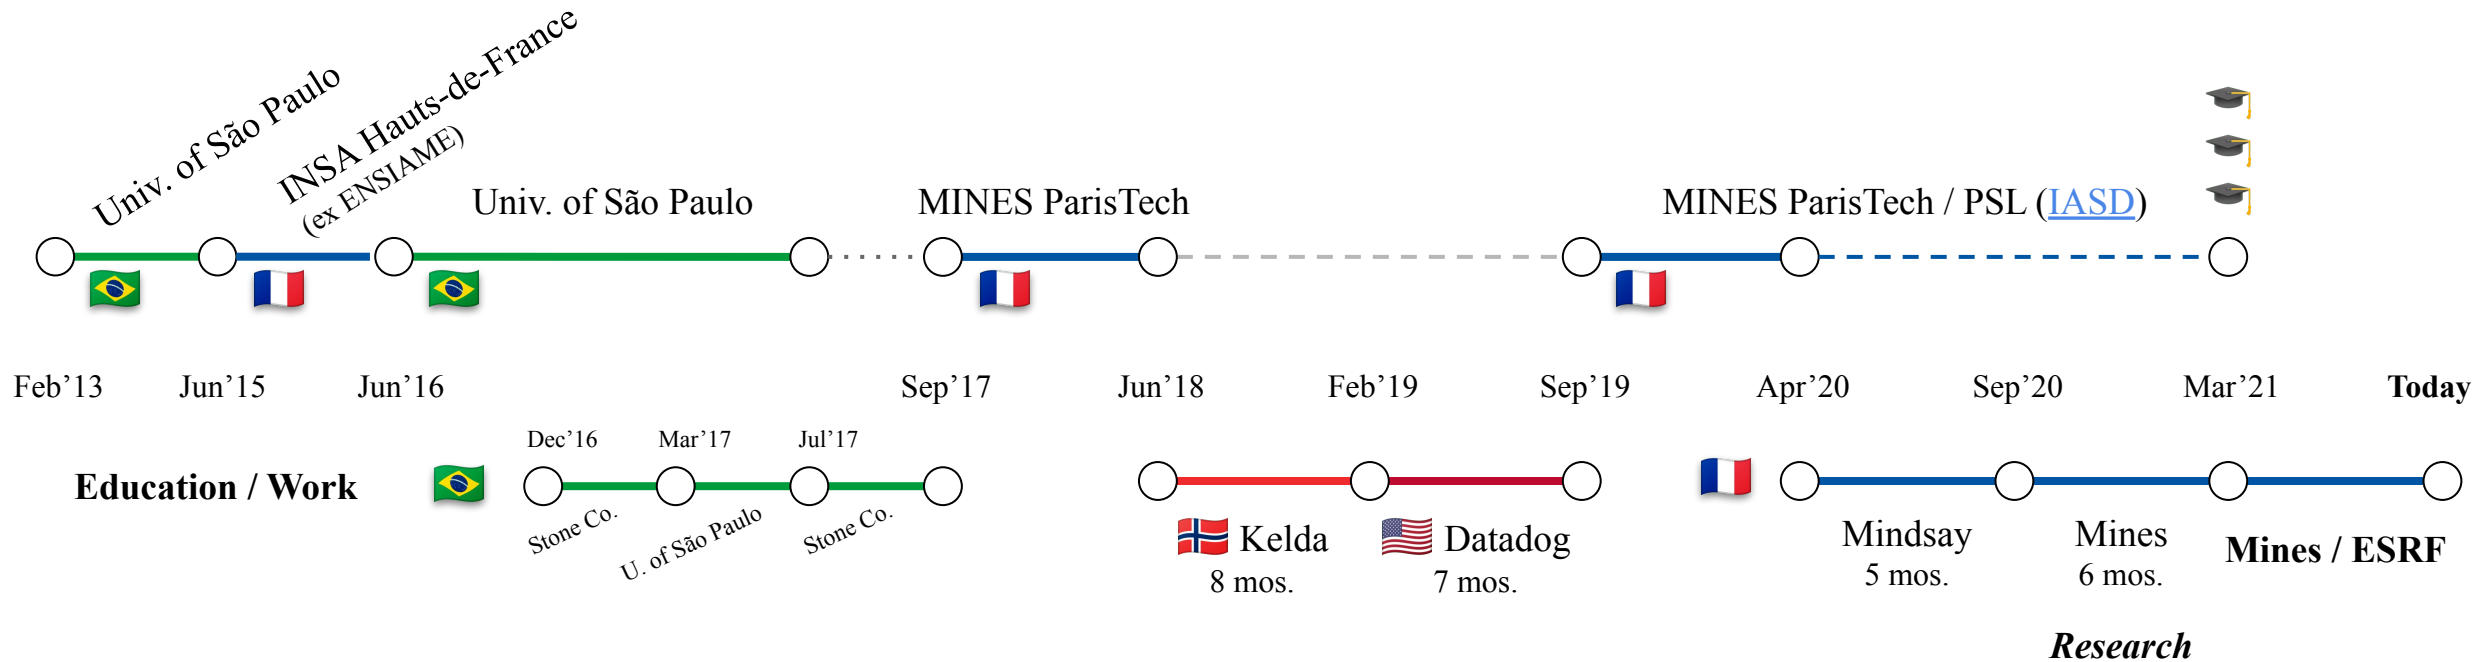 Univ. of São Paulo
INSA Hauts-de-France
(ex ENSIAME)
Univ. of São Paulo
MINES ParisTech
MINES ParisTech / PSL (IASD)
Feb’13
Jun’15
Jun’16
Sep’17
Jun’18
Feb’19
Sep’19
Apr’20
Sep’20
Mar’21
Today
Education / Work
Dec’16
Mar’17
Jul’17
Stone Co.
U. of São Paulo
Stone Co.
Kelda
8 mos.
Datadog
7 mos.
Mindsay
5 mos.
Mines
6 mos.
Mines / ESRF
Research